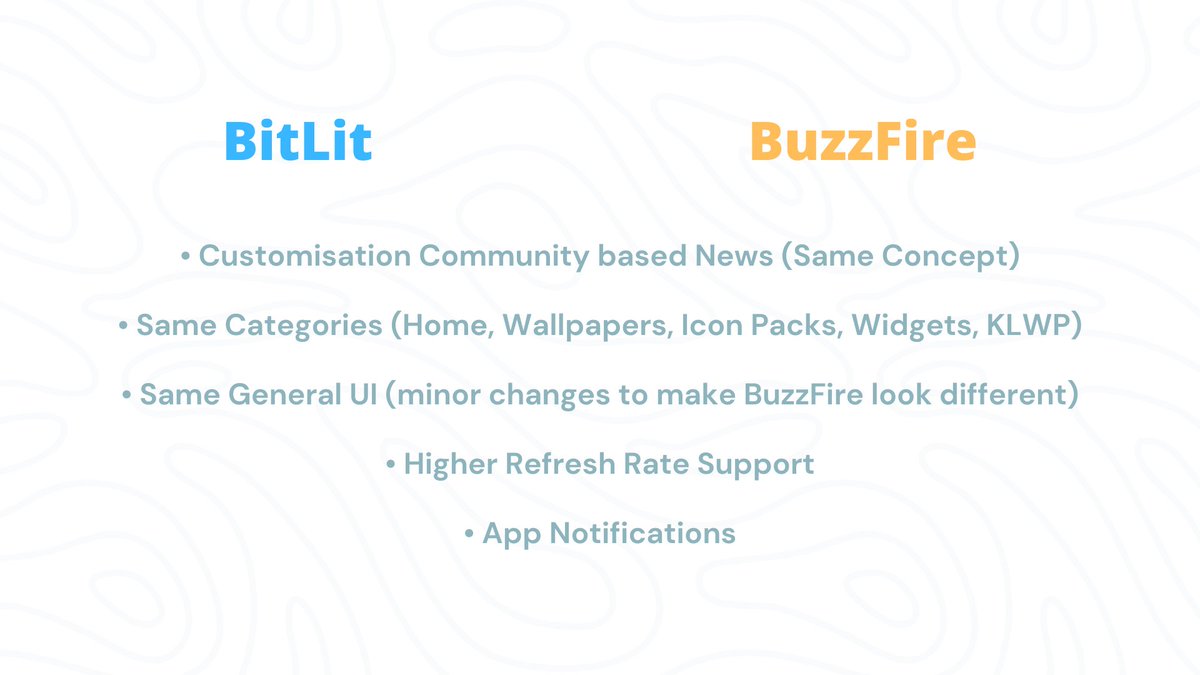 BitLit
BuzzFire
• Customisation Community based News (Same Concept)
• Same Categories (Home, Wallpapers, Icon Packs, Widgets, KLWP)
• Same General UI (minor changes to make BuzzFire look different)
• Higher Refresh Rate Support
• App Notifications